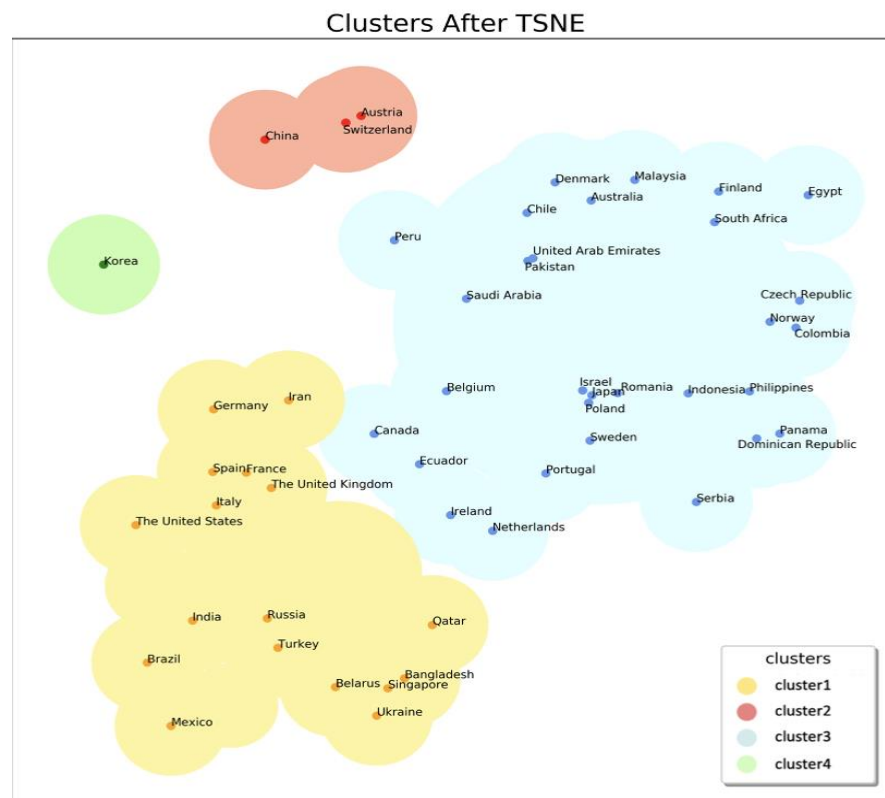 Clusters After TSNE
Austria
Switzerland
China
Denmark
Malaysia
Finland
Egypt
Australia
Chile
South Africa
Peru
United Arab Emirates
Pakistan
Korea
Saudi Arabia
Czech Republic
Norway
Colombia
Israel
Japan
Romania
Poland
Belgium
Indonesia
Philippines
Iran
Germany
Canada
Panama
Dominican Republic
Sweden
Ecuador
Portugal
Spain
France
The United Kingdom
Italy
Serbia
Ireland
The United States
Netherlands
India
Russia
Qatar
Turkey
Brazil
Bangladesh
Belarus
Singapore
Ukraine
Mexico
clusters
cluster1
cluster2
cluster3
cluster4